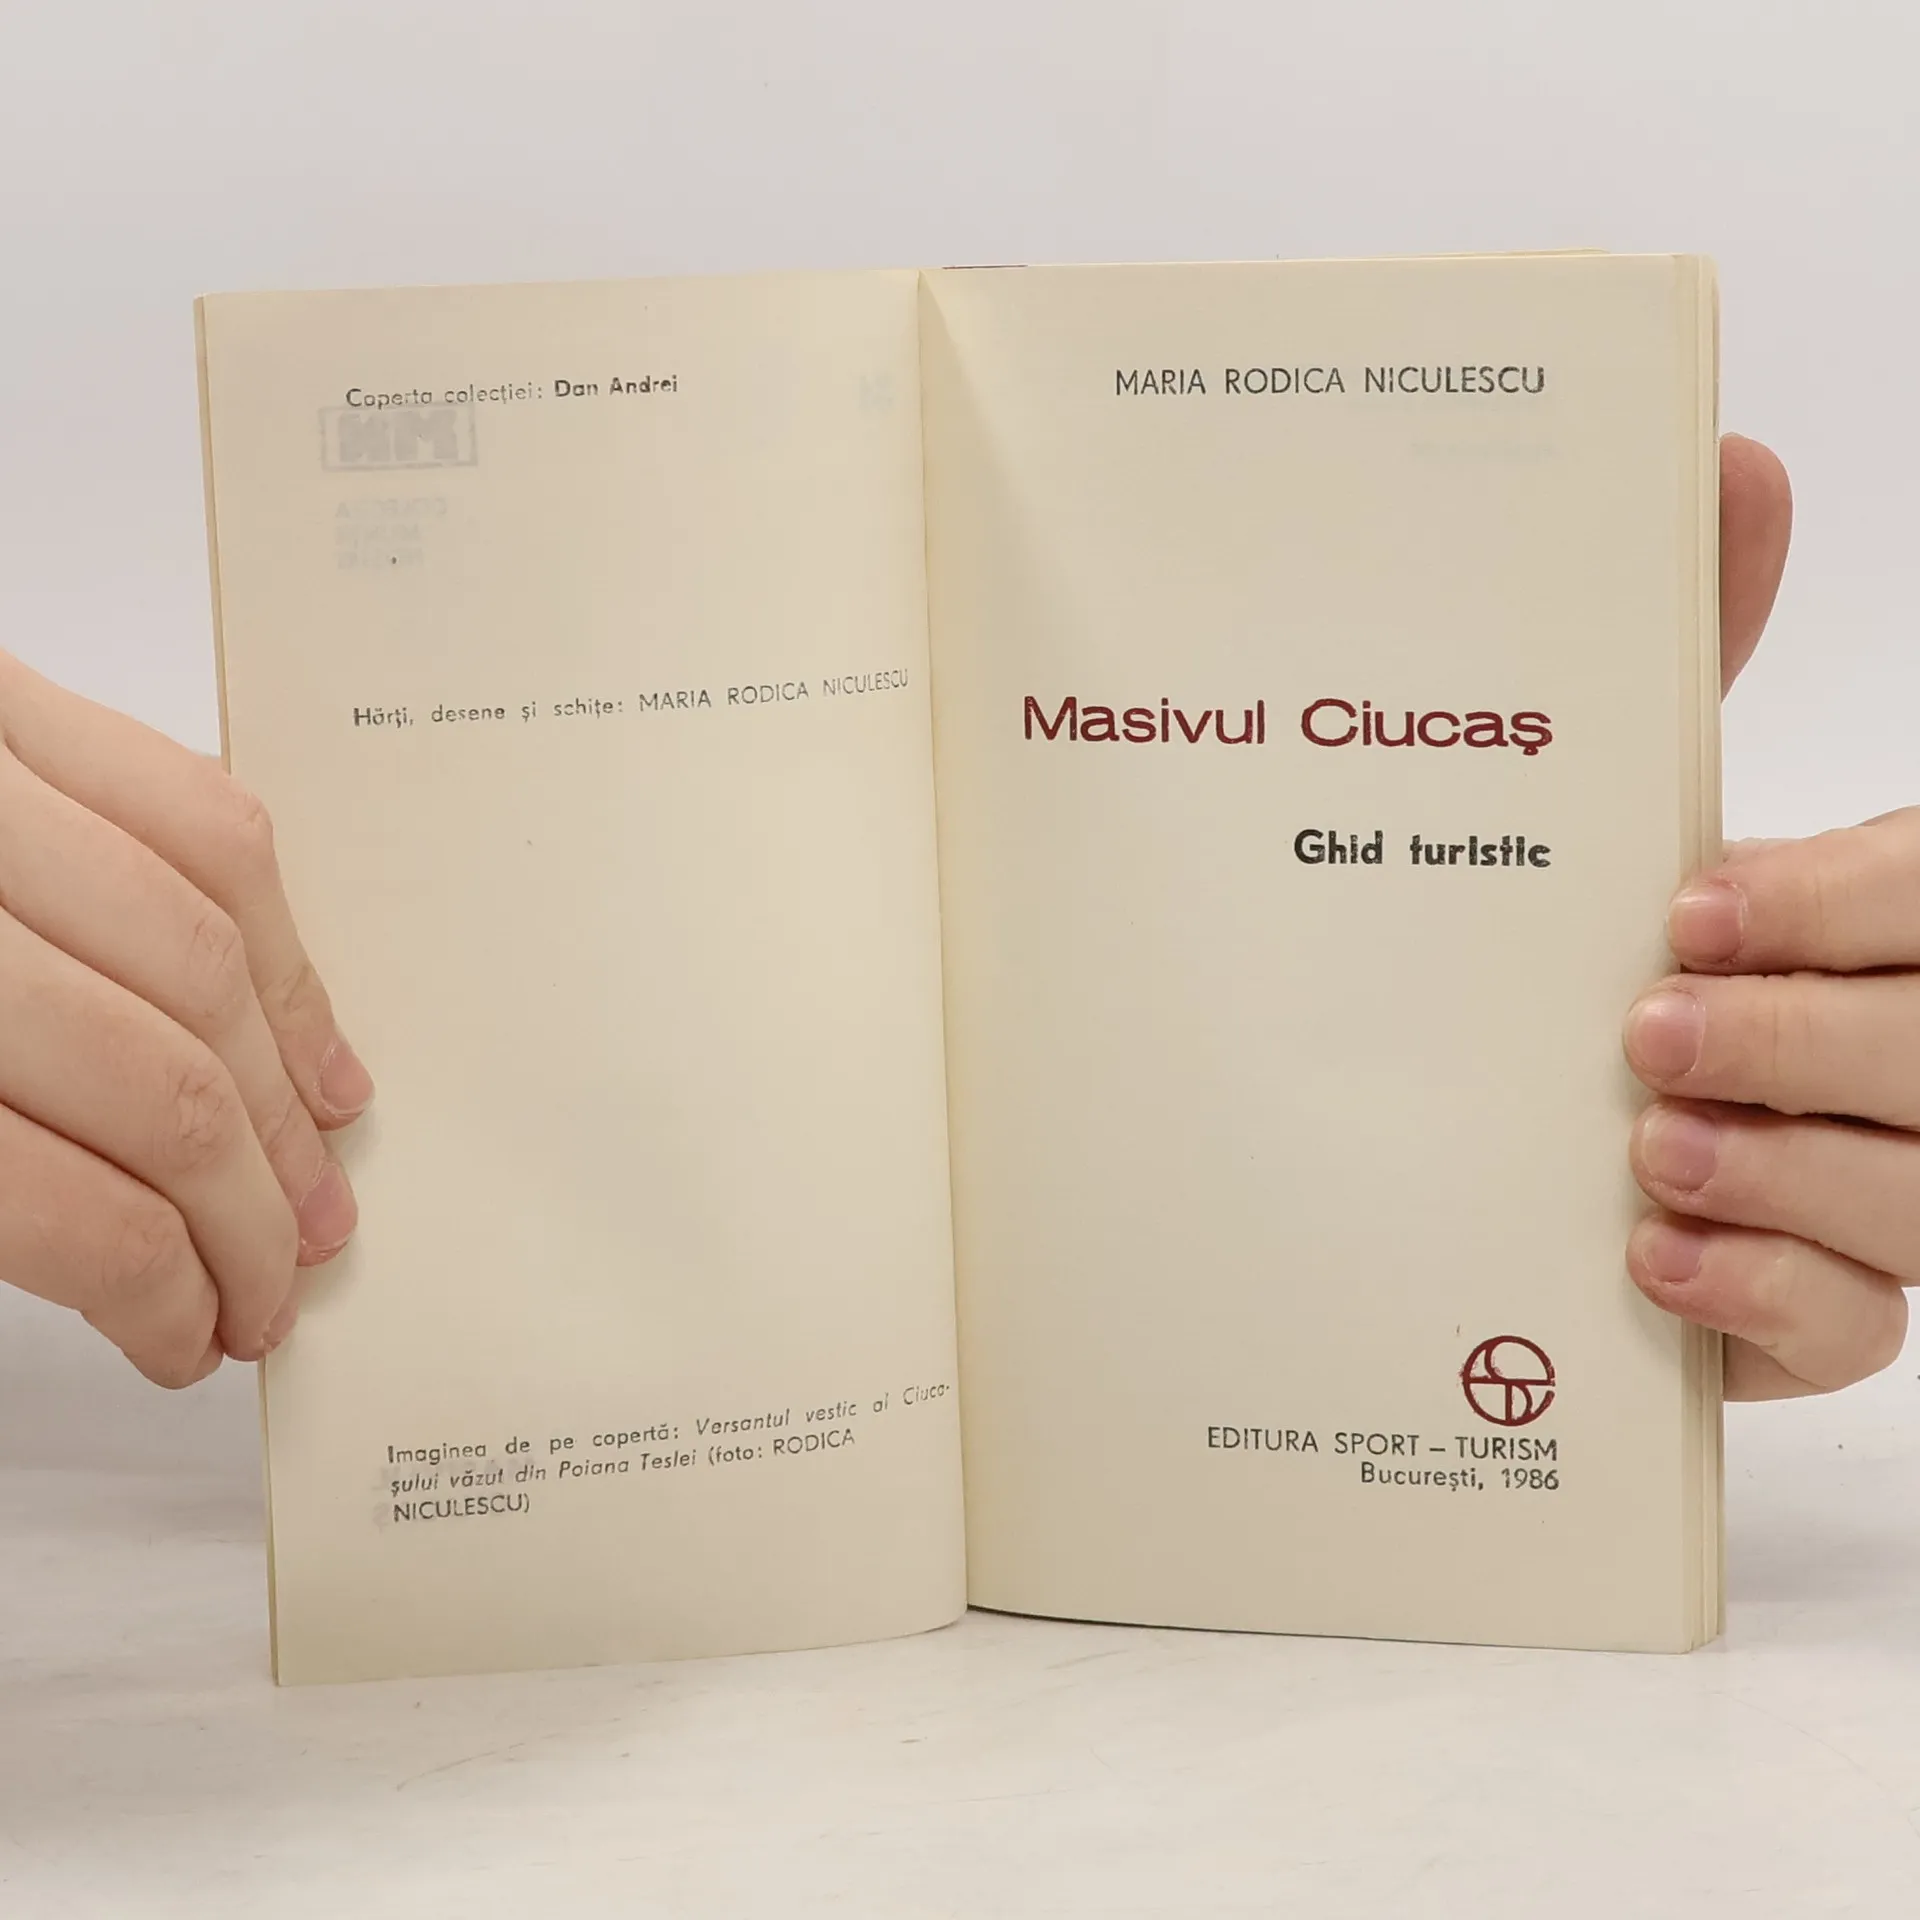 Coperta colecției: Dan Andrei
Hărți, desene și schițe: MARIA RODICA NICULESCU
Imaginea de pe copertă: Versantul vestic al Ciuca-
șului văzut din Poiana Teslei (foto: RODICA
NICULESCU)
MARIA RODICA NICULESCU
Masivul Ciucaș
Ghid turistic
EDITURA SPORT – TURISM
București, 1986